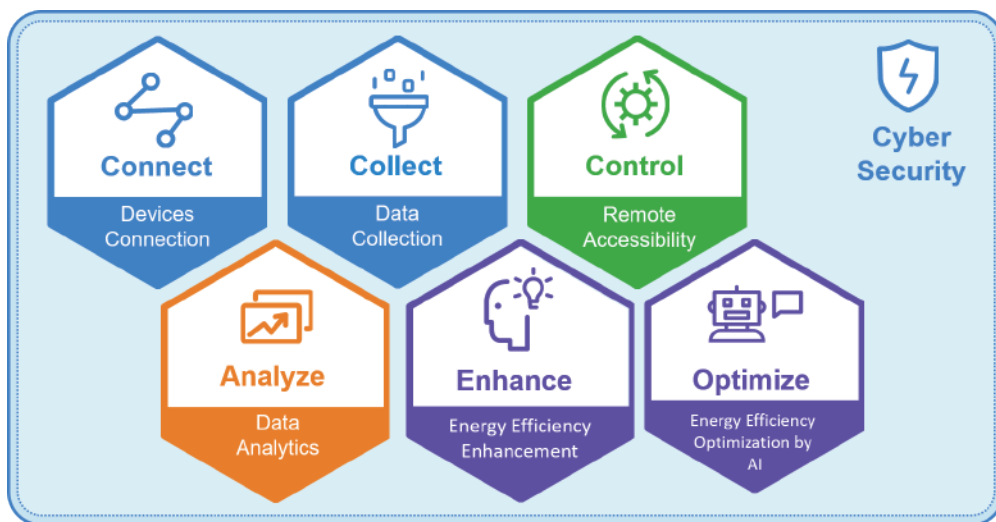 Connect
Devices
Connection
Collect
Data
Collection
Control
Remote
Accessibility
Cyber
Security
Analyze
Data
Analytics
Enhance
Energy Efficiency
Enhancement
Optimize
Energy Efficiency
Optimization by
AI